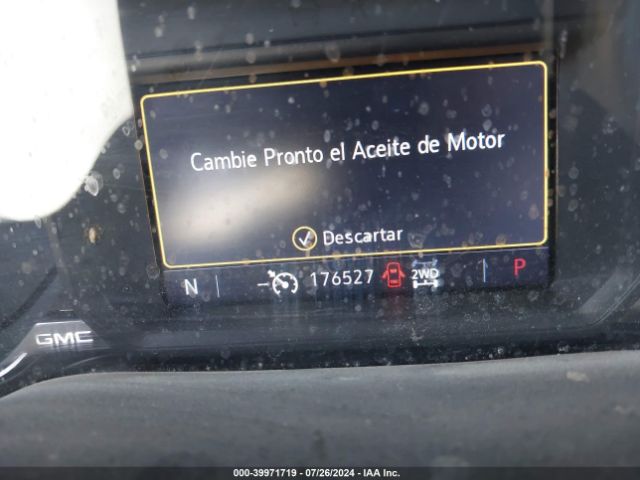 Cambie Pronto el Aceite de Motor
Descartar
N 176527 2WD P
GMC
000-39971719 - 07/26/2024 - IAA Inc.